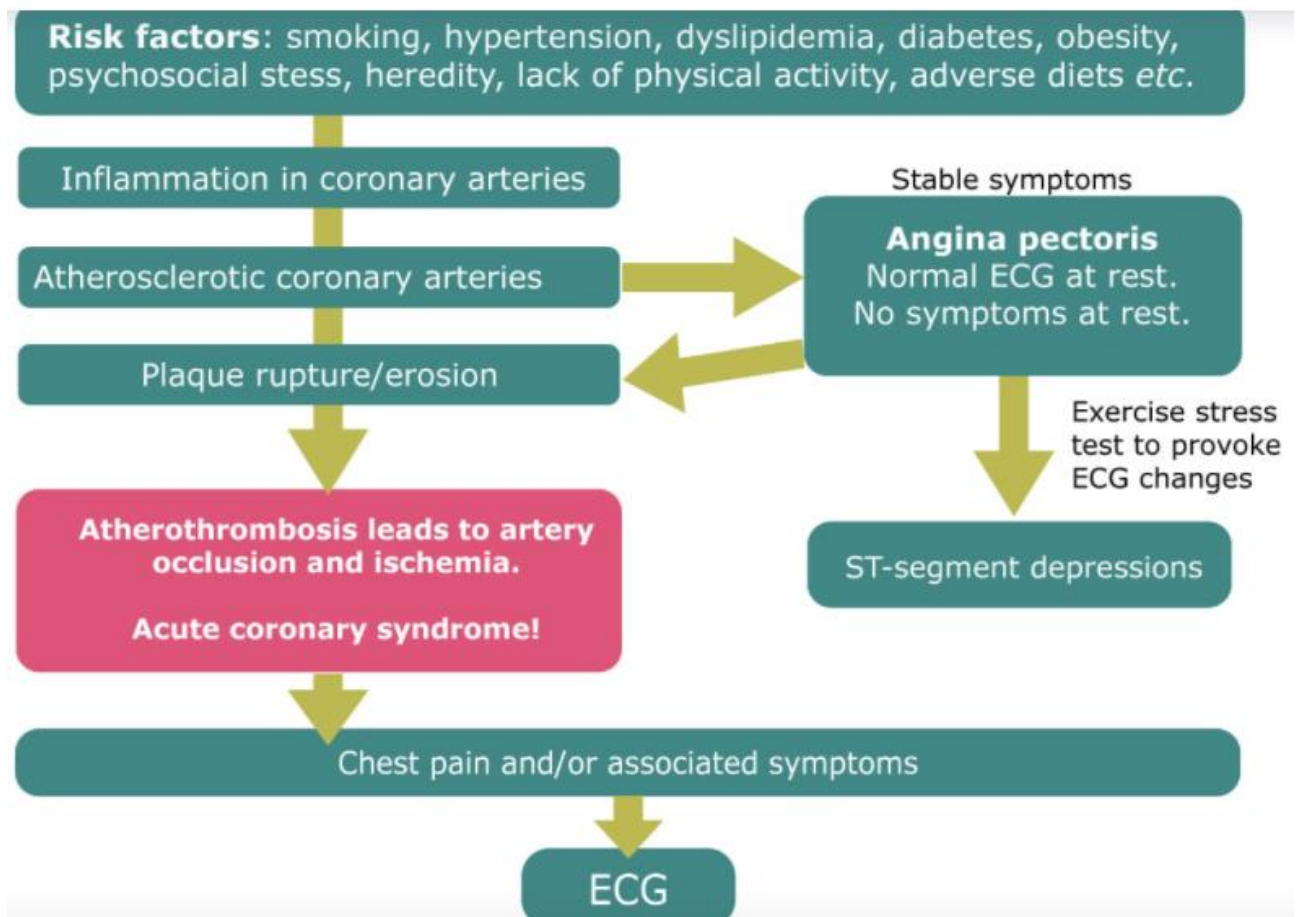 Risk factors: smoking, hypertension, dyslipidemia, diabetes, obesity,
psychosocial stess, heredity, lack of physical activity, adverse diets etc.
Inflammation in coronary arteries
Atherosclerotic coronary arteries
Plaque rupture/erosion
Stable symptoms
Angina pectoris
Normal ECG at rest.
No symptoms at rest.
Exercise stress
test to provoke
ECG changes
ST-segment depressions
Atherothrombosis leads to artery
occlusion and ischemia.
Acute coronary syndrome!
Chest pain and/or associated symptoms
ECG